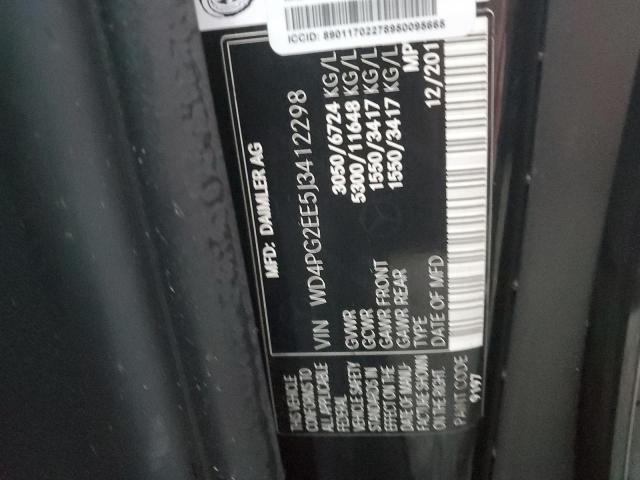 ICCID: 89011702278950095665
MFD: DAIMLER AG
VIN WD4PG2EE5J3412298
GVWR 3050/6724 KG/L
GCWR 5300/11648 KG/L
GAWR FRONT 1550/3417 KG/L
GAWR REAR 1550/3417 KG/L
TYPE MP
DATE OF MFD 12/201
THIS VEHICLE
CONFORMS TO
ALL APPLICABLE
FEDERAL
VEHICLE SAFETY
STANDARDS IN
EFFECT ON THE
DATE OF MANU-
FACTURE SHOWN
ON THE RIGHT.
PAINT CODE
9197